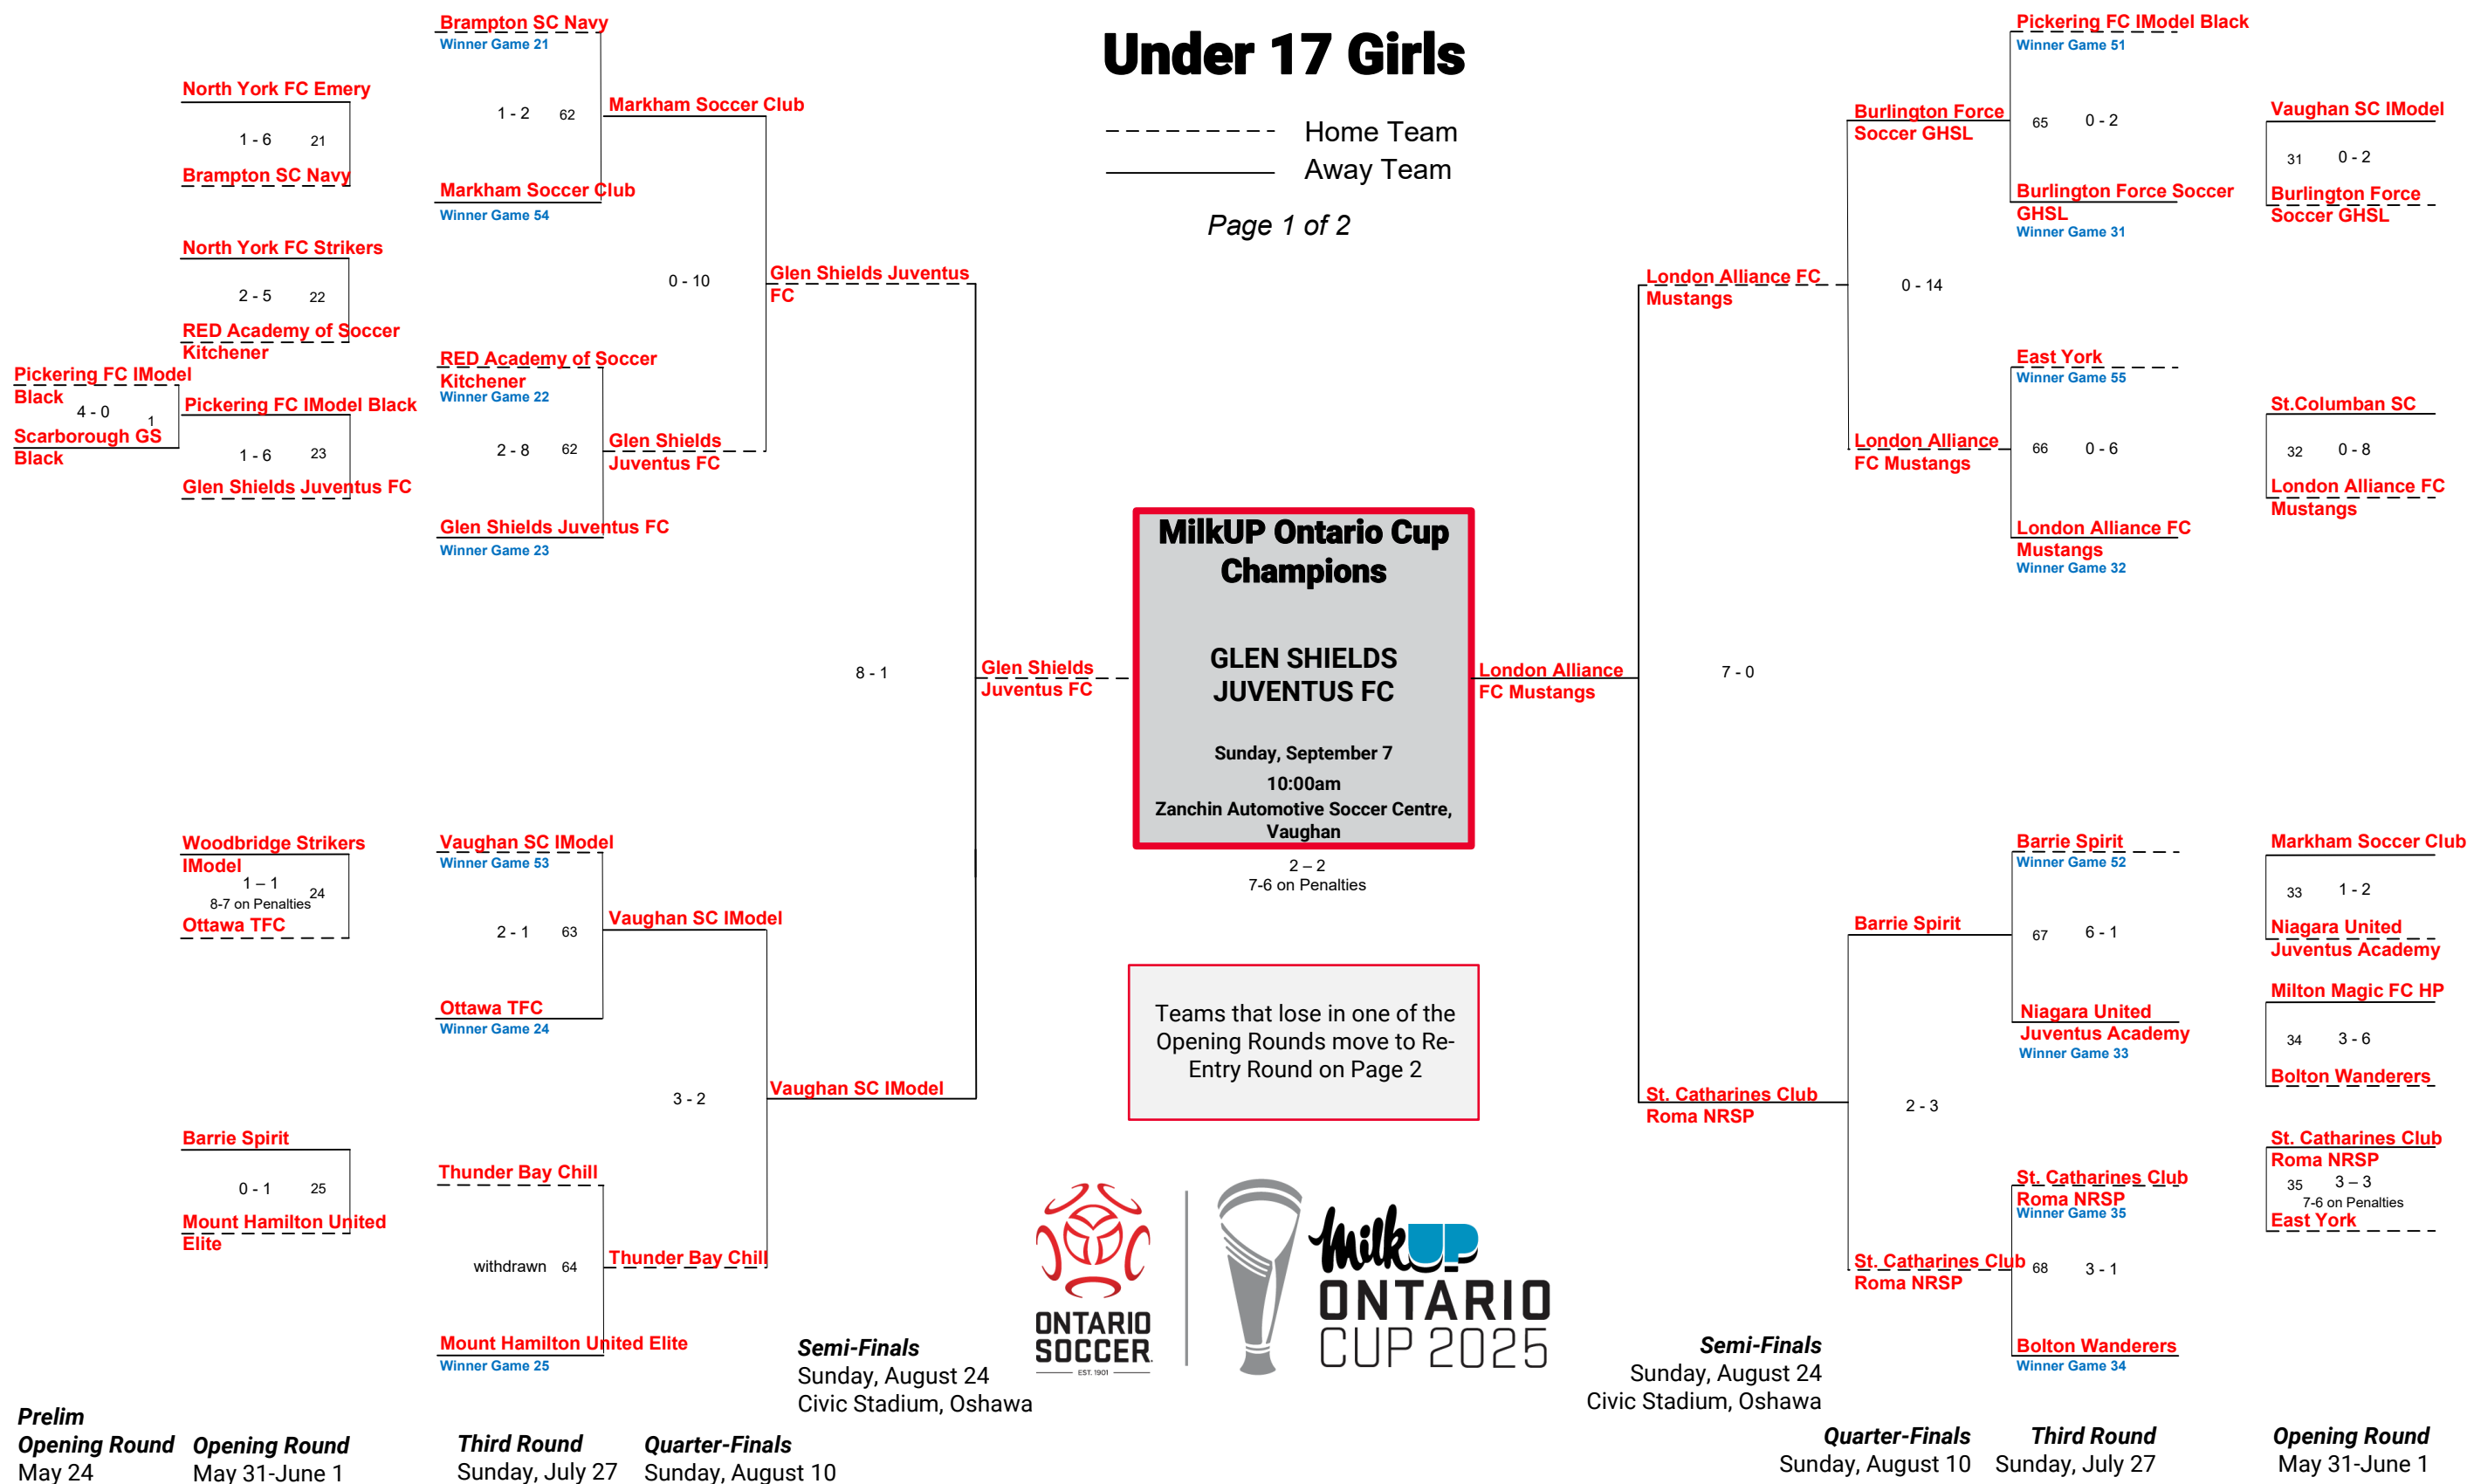 Under 17 Girls
Home Team
Away Team
Page 1 of 2
Pickering FC IModel
Black
4 - 0
1
Scarborough GS
Black
North York FC Emery
1 - 6 21
Brampton SC Navy
North York FC Strikers
2 - 5 22
RED Academy of Soccer
Kitchener
Pickering FC IModel Black
1 - 6 23
Glen Shields Juventus FC
Woodbridge Strikers
IModel
1 – 1
8-7 on Penalties
24
Ottawa TFC
Barrie Spirit
0 - 1 25
Mount Hamilton United
Elite
Brampton SC Navy
Winner Game 21
1 - 2 62
Markham Soccer Club
Winner Game 54
RED Academy of Soccer
Kitchener
Winner Game 22
2 - 8 62
Glen Shields Juventus FC
Winner Game 23
Vaughan SC IModel
Winner Game 53
2 - 1 63
Ottawa TFC
Winner Game 24
Thunder Bay Chill
withdrawn 64
Mount Hamilton United Elite
Winner Game 25
Markham Soccer Club
0 - 10
Glen Shields
Juventus FC
Vaughan SC IModel
3 - 2
Thunder Bay Chill
Glen Shields Juventus
FC
8 - 1
Vaughan SC IModel
Glen Shields
Juventus FC
MilkUP Ontario Cup
Champions
GLEN SHIELDS
JUVENTUS FC
Sunday, September 7
10:00am
Zanchin Automotive Soccer Centre,
Vaughan
2 – 2
7-6 on Penalties
Teams that lose in one of the
Opening Rounds move to Re-
Entry Round on Page 2
ONTARIO
SOCCER
EST. 1901
Milk UP
ONTARIO
CUP 2025
London Alliance
FC Mustangs
London Alliance FC
Mustangs
7 - 0
St. Catharines Club
Roma NRSP
Burlington Force
Soccer GHSL
0 - 14
London Alliance
FC Mustangs
Barrie Spirit
2 - 3
St. Catharines Club
Roma NRSP
Pickering FC IModel Black
Winner Game 51
65 0 - 2
Burlington Force Soccer
GHSL
Winner Game 31
East York
Winner Game 55
66 0 - 6
London Alliance FC
Mustangs
Winner Game 32
Barrie Spirit
Winner Game 52
67 6 - 1
Niagara United
Juventus Academy
Winner Game 33
St. Catharines Club
Roma NRSP
Winner Game 35
68 3 - 1
Bolton Wanderers
Winner Game 34
Vaughan SC IModel
31 0 - 2
Burlington Force
Soccer GHSL
St.Columban SC
32 0 - 8
London Alliance FC
Mustangs
Markham Soccer Club
33 1 - 2
Niagara United
Juventus Academy
Milton Magic FC HP
34 3 - 6
Bolton Wanderers
St. Catharines Club
Roma NRSP
35 3 – 3
7-6 on Penalties
East York
Prelim
Opening Round
May 24
Opening Round
May 31-June 1
Third Round
Sunday, July 27
Quarter-Finals
Sunday, August 10
Semi-Finals
Sunday, August 24
Civic Stadium, Oshawa
Semi-Finals
Sunday, August 24
Civic Stadium, Oshawa
Quarter-Finals
Sunday, August 10
Third Round
Sunday, July 27
Opening Round
May 31-June 1